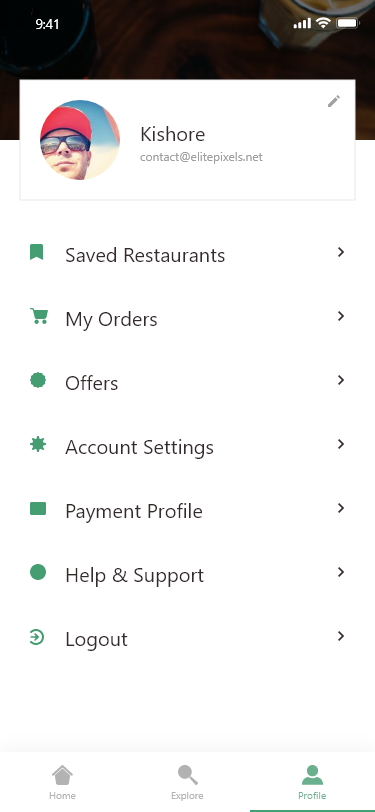 9:41
Kishore
contact@elitepixels.net
Saved Restaurants
My Orders
Offers
Account Settings
Payment Profile
Help & Support
Logout
Home
Explore
Profile